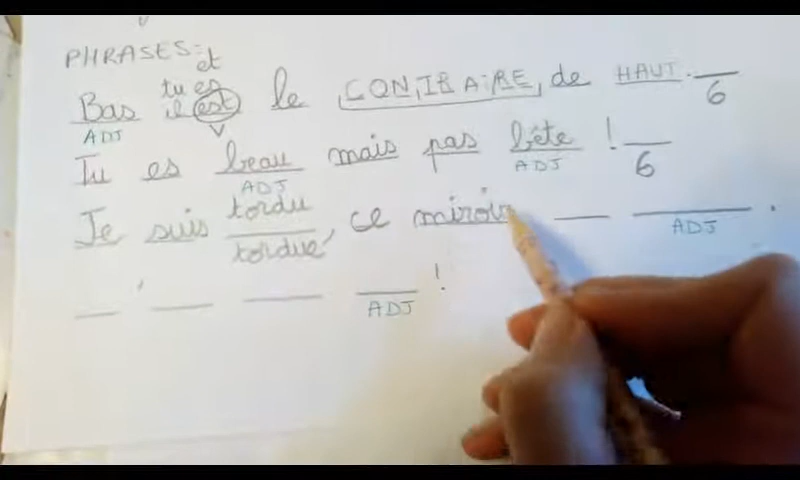 PHRASES:
et
tu es
Bas il est le CONTRAIRE de HAUT. 6
ADJ V
Tu es beau mais pas bête ! 6
ADJ ADJ
tordu
Je suis , ce miroir .
tordue ADJ
' !
ADJ